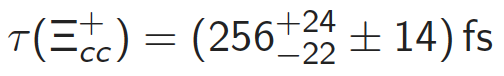 τ(Ξ_{cc}^{+}) = (256^{+24}_{−22} ± 14) fs